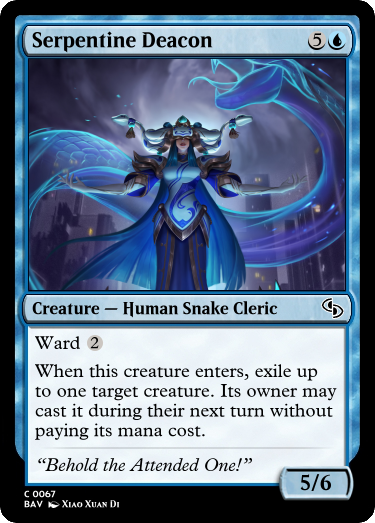 Serpentine Deacon 5
Creature — Human Snake Cleric
Ward 2
When this creature enters, exile up
to one target creature. Its owner may
cast it during their next turn without
paying its mana cost.
“Behold the Attended One!”
5/6
C 0067
BAV Xiao Xuan Di